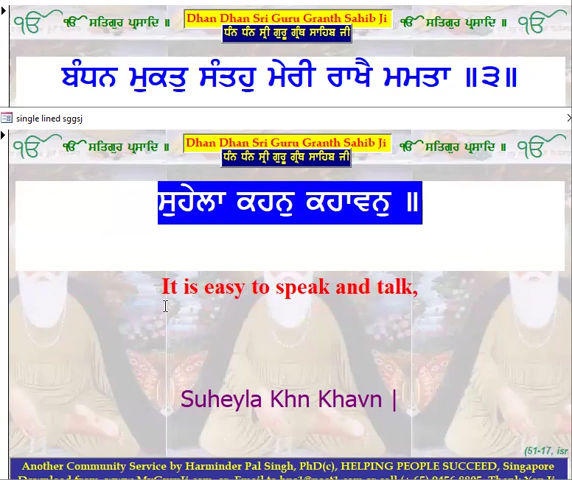 ੴ ੴ ਸਤਿਗੁਰ ਪ੍ਰਸਾਦਿ ॥ Dhan Dhan Sri Guru Granth Sahib Ji ੴ ਸਤਿਗੁਰ ਪ੍ਰਸਾਦਿ ॥ ੴ
ਧੰਨ ਧੰਨ ਸ੍ਰੀ ਗੁਰੂ ਗ੍ਰੰਥ ਸਾਹਿਬ ਜੀ
ਬੰਧਨ ਮੁਕਤੁ ਸੰਤਹੁ ਮੇਰੀ ਰਾਖੈ ਮਮਤਾ ॥੩॥
single lined sggsj
ੴ ੴ ਸਤਿਗੁਰ ਪ੍ਰਸਾਦਿ ॥ Dhan Dhan Sri Guru Granth Sahib Ji ੴ ਸਤਿਗੁਰ ਪ੍ਰਸਾਦਿ ॥ ੴ
ਧੰਨ ਧੰਨ ਸ੍ਰੀ ਗੁਰੂ ਗ੍ਰੰਥ ਸਾਹਿਬ ਜੀ
ਸੁਹੇਲਾ ਕਹਨੁ ਕਹਾਵਨੁ ॥
It is easy to speak and talk,
Suheyla Khn Khavn |
(51-17, isr
Another Community Service by Harminder Pal Singh, PhD(c), HELPING PEOPLE SUCCEED, Singapore